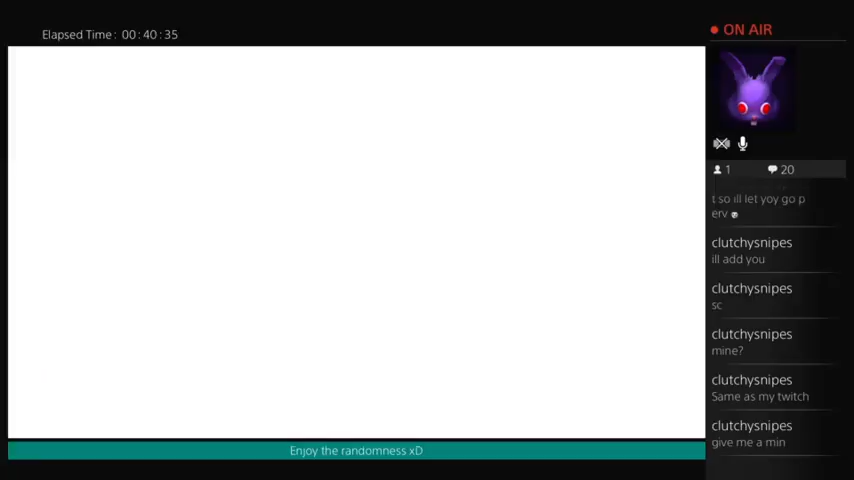 Elapsed Time: 00:40:35
ON AIR
1
20
t so ill let yoy go p
erv
clutchysnipes
ill add you
clutchysnipes
sc
clutchysnipes
mine?
clutchysnipes
Same as my twitch
clutchysnipes
give me a min
Enjoy the randomness xD